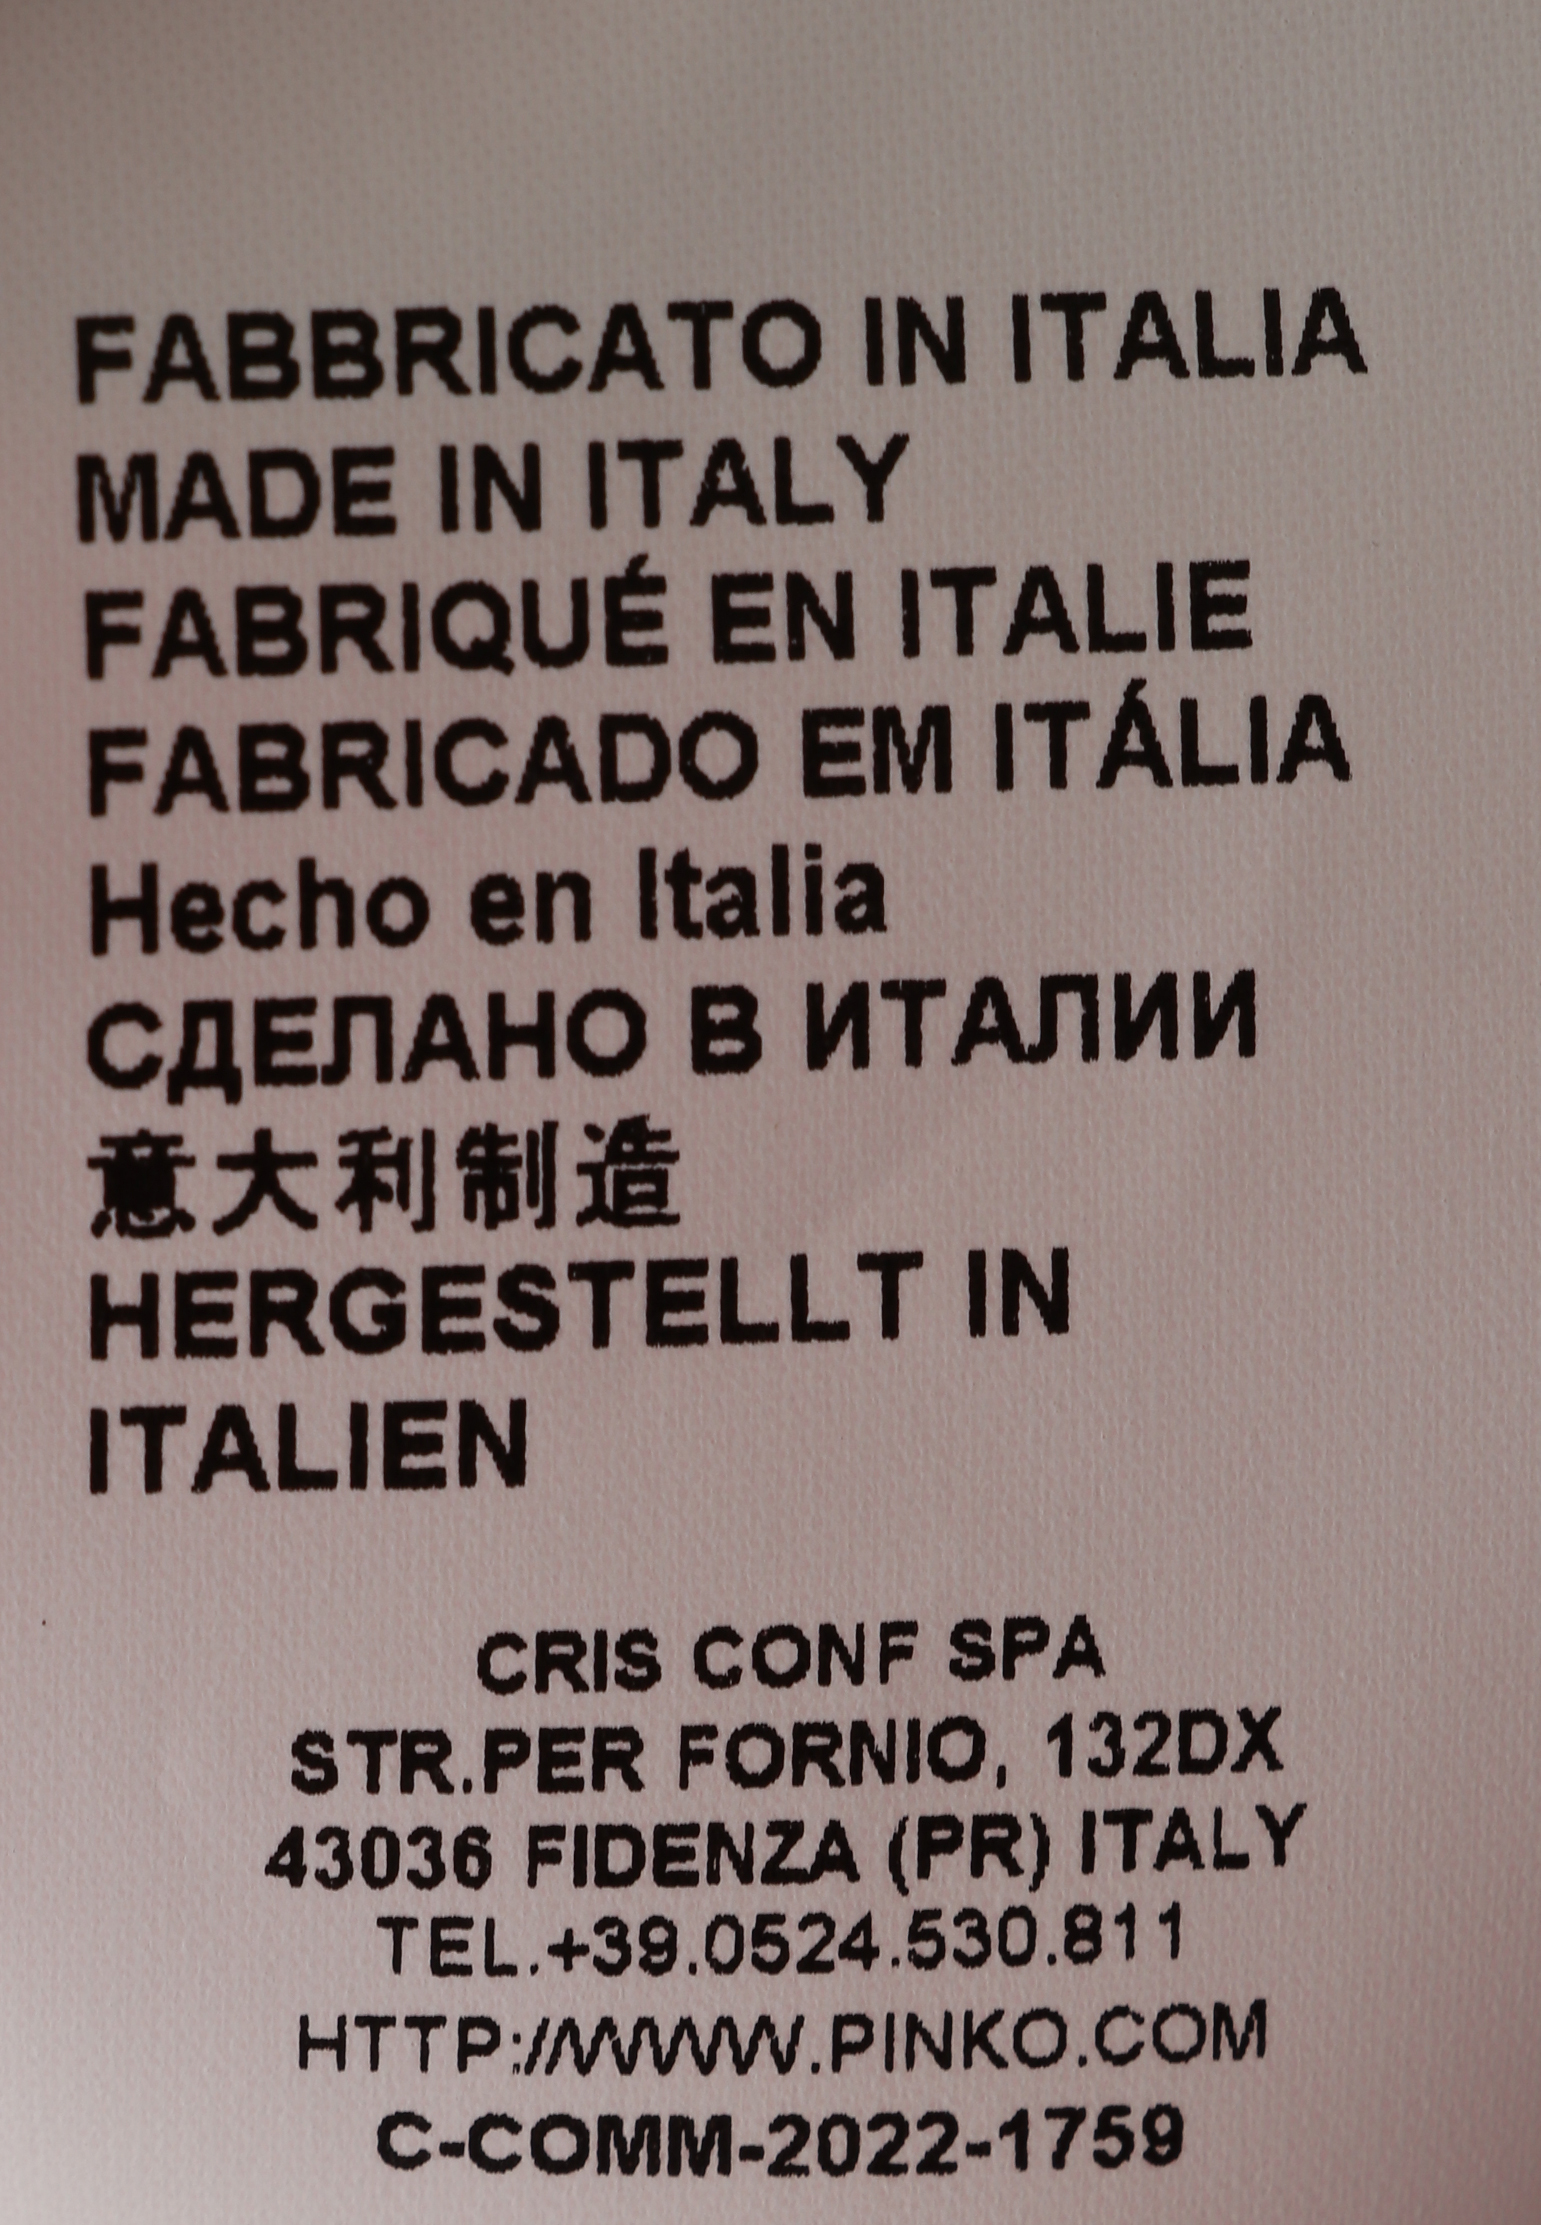 FABBRICATO IN ITALIA
MADE IN ITALY
FABRIQUÉ EN ITALIE
FABRICADO EM ITÁLIA
Hecho en Italia
СДЕЛАНО В ИТАЛИИ
意大利制造
HERGESTELLT IN
ITALIEN
CRIS CONF SPA
STR.PER FORNIO, 132DX
43036 FIDENZA (PR) ITALY
TEL.+39.0524.530.811
HTTP://WWW.PINKO.COM
C-COMM-2022-1759